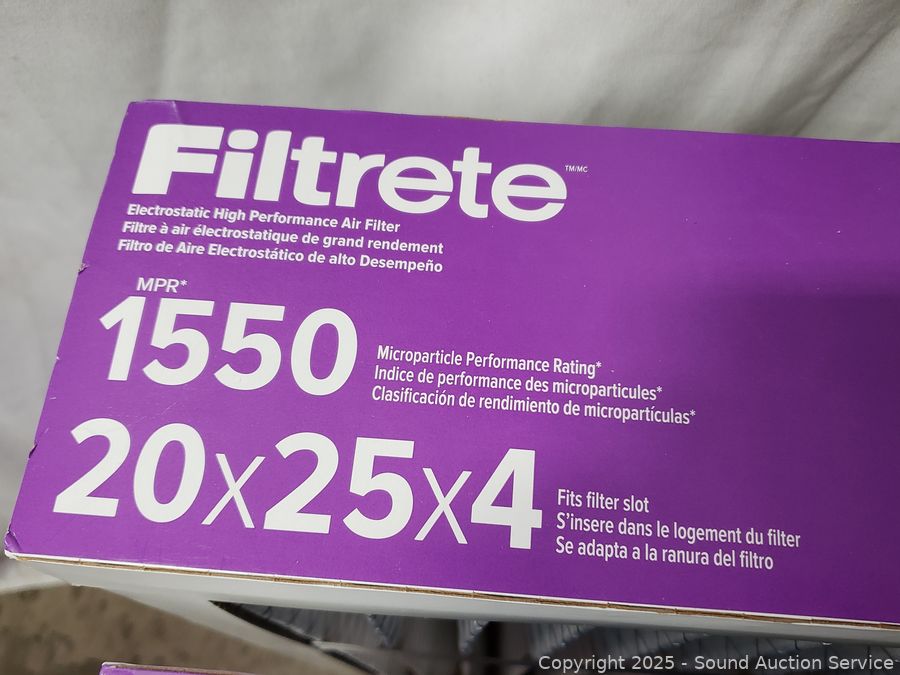 Filtrete ™/MC
Electrostatic High Performance Air Filter
Filtre à air électrostatique de grand rendement
Filtro de Aire Electrostático de alto Desempeño
MPR*
1550
Microparticle Performance Rating*
Indice de performance des microparticules*
Clasificación de rendimiento de micropartículas*
20x25x4
Fits filter slot
S'insere dans le logement du filter
Se adapta a la ranura del filtro
Copyright 2025 - Sound Auction Service